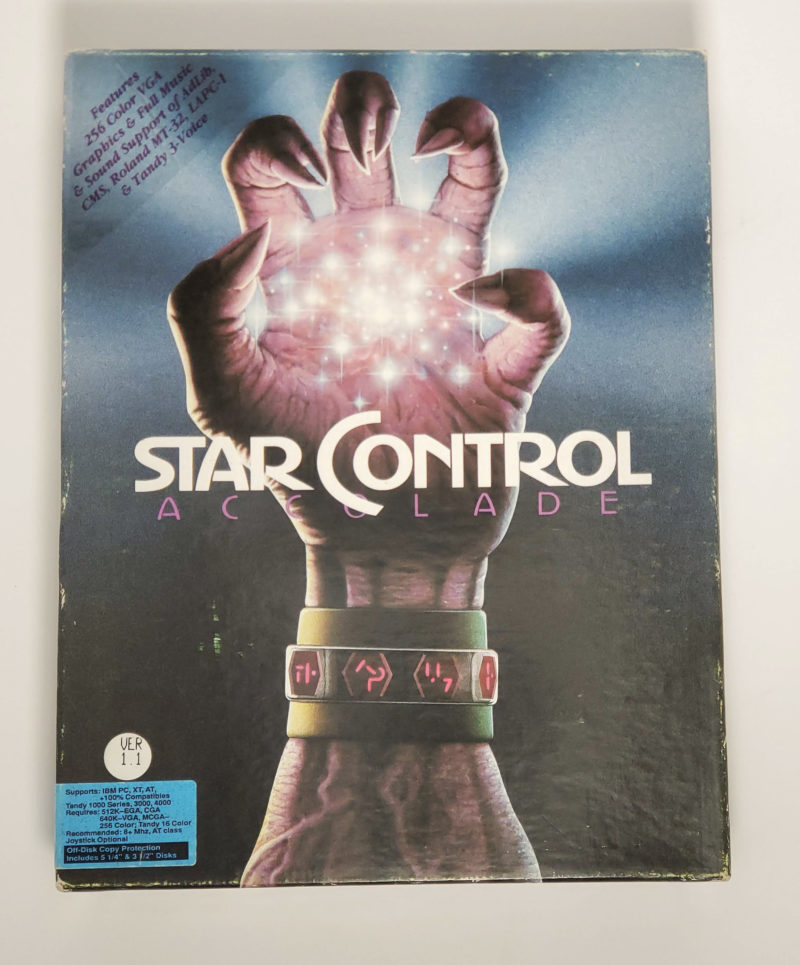 Features
256 Color VGA
Graphics & Full Music
& Sound Support of AdLib,
CMS, Roland MT-32, LAPC-1
& Tandy 3-Voice
STAR CONTROL
ACCOLADE
VER
1.1
Supports: IBM PC, XT, AT,
+100% Compatibles
Tandy 1000 Series, 3000, 4000
Requires: 512K-EGA, CGA
640K-VGA, MCGA-
256 Color; Tandy 16 Color
Recommended: 8+ Mhz, AT class
Joystick Optional
Off-Disk Copy Protection
Includes 5 1/4" & 3 1/2" Disks